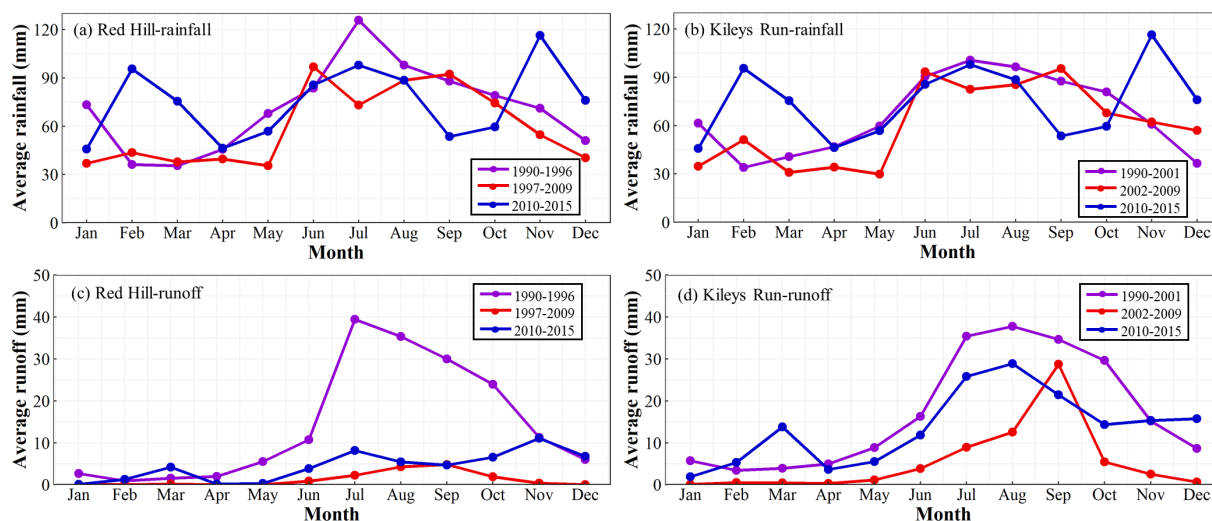 (a) Red Hill-rainfall
Average rainfall (mm)
120
90
60
30
0
1990-1996
1997-2009
2010-2015
Jan Feb Mar Apr May Jun Jul Aug Sep Oct Nov Dec
Month
(b) Kileys Run-rainfall
Average rainfall (mm)
120
90
60
30
0
1990-2001
2002-2009
2010-2015
Jan Feb Mar Apr May Jun Jul Aug Sep Oct Nov Dec
Month
(c) Red Hill-runoff
Average runoff (mm)
50
40
30
20
10
0
1990-1996
1997-2009
2010-2015
Jan Feb Mar Apr May Jun Jul Aug Sep Oct Nov Dec
Month
(d) Kileys Run-runoff
Average runoff (mm)
50
40
30
20
10
0
1990-2001
2002-2009
2010-2015
Jan Feb Mar Apr May Jun Jul Aug Sep Oct Nov Dec
Month